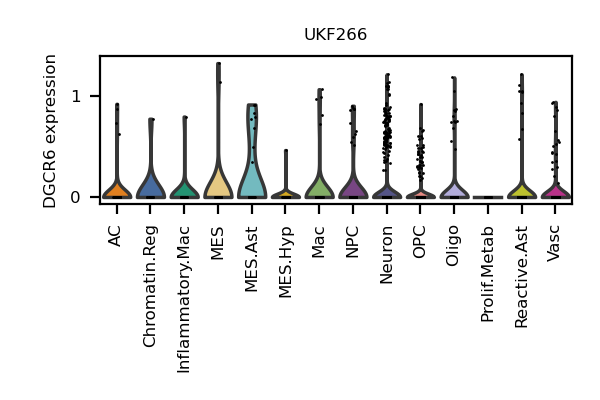 UKF266
DGCR6 expression
1
0
AC
Chromatin.Reg
Inflammatory.Mac
MES
MES.Ast
MES.Hyp
Mac
NPC
Neuron
OPC
Oligo
Prolif.Metab
Reactive.Ast
Vasc